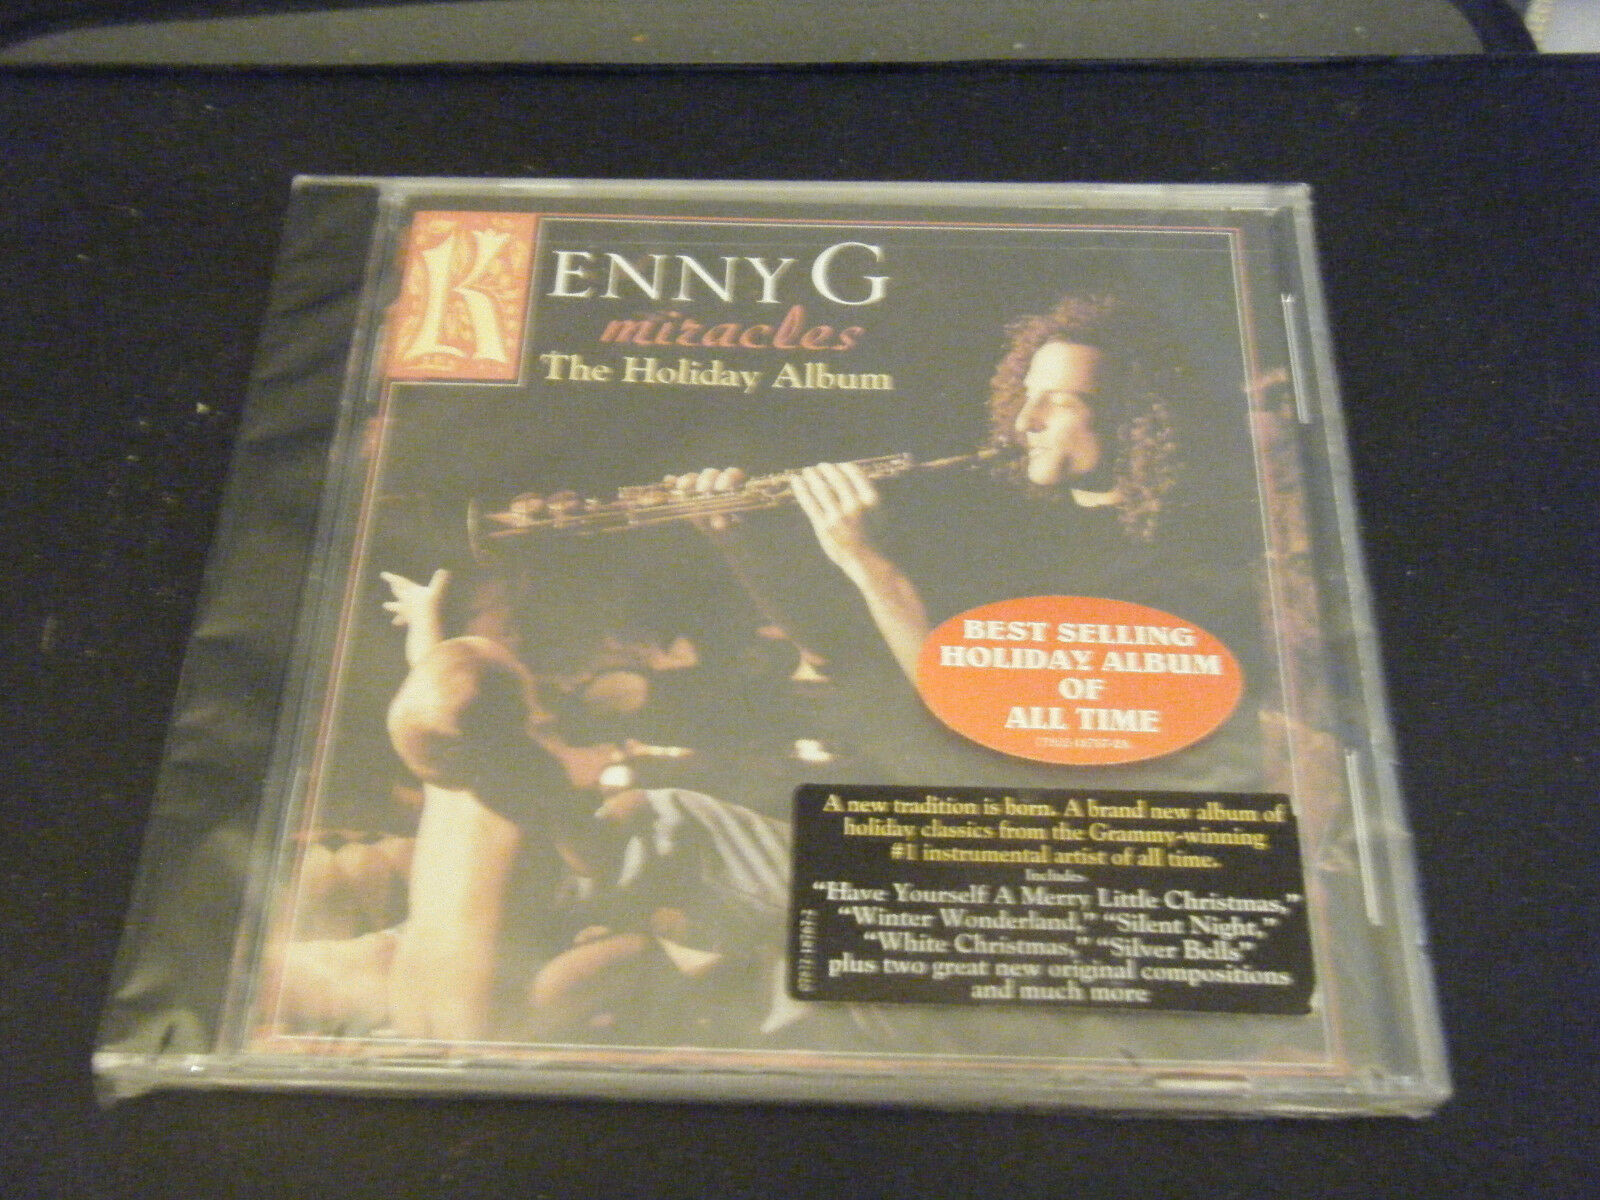 KENNY G
miracles
The Holiday Album
BEST SELLING
HOLIDAY ALBUM
OF
ALL TIME
A new tradition is born. A brand new album of
holiday classics from the Grammy-winning
#1 instrumental artist of all time.
Includes
"Have Yourself A Merry Little Christmas,"
"Winter Wonderland," "Silent Night,"
"White Christmas," "Silver Bells"
plus two great new original compositions
and much more